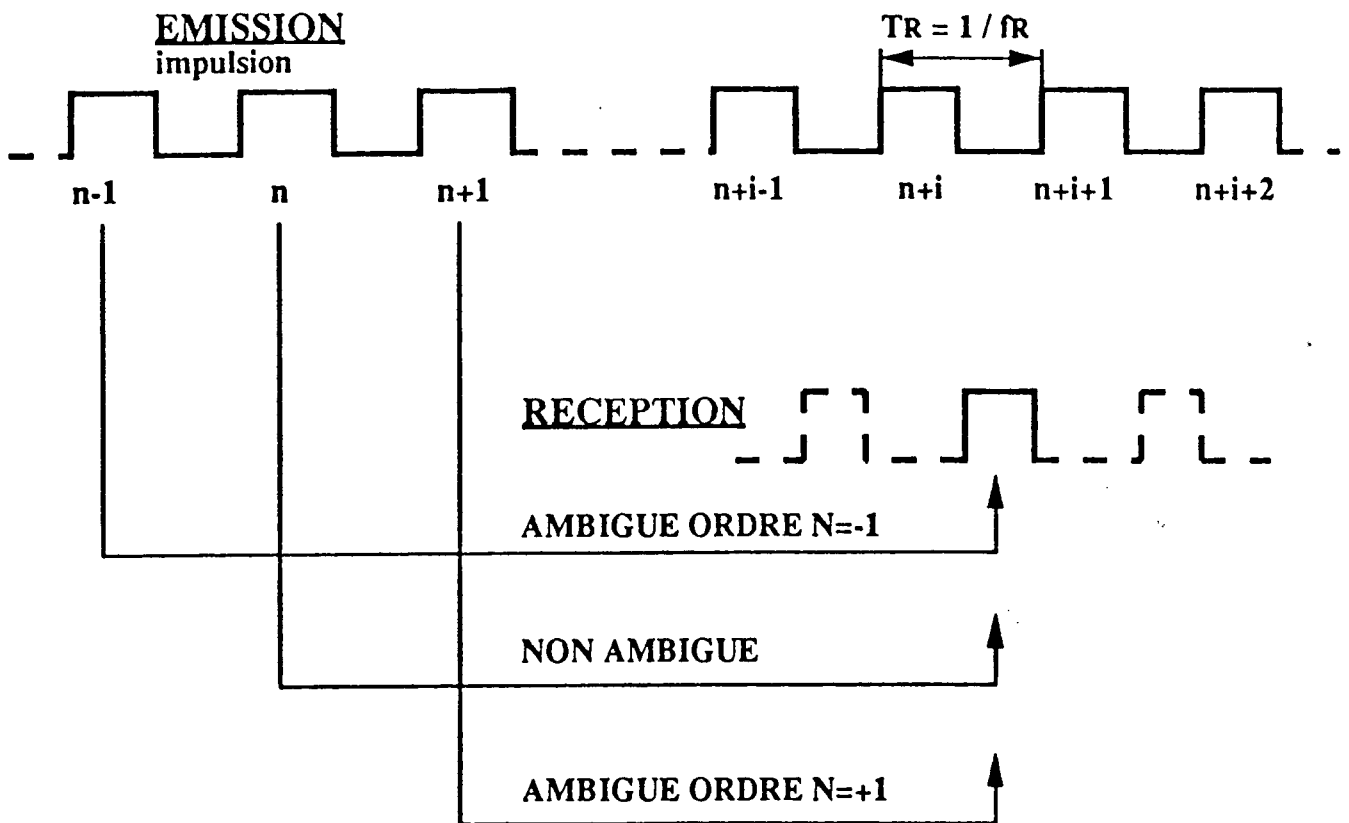 EMISSION
impulsion
TR = 1 / fR
n-1 n n+1 n+i-1 n+i n+i+1 n+i+2
RECEPTION
AMBIGUE ORDRE N=-1
NON AMBIGUE
AMBIGUE ORDRE N=+1